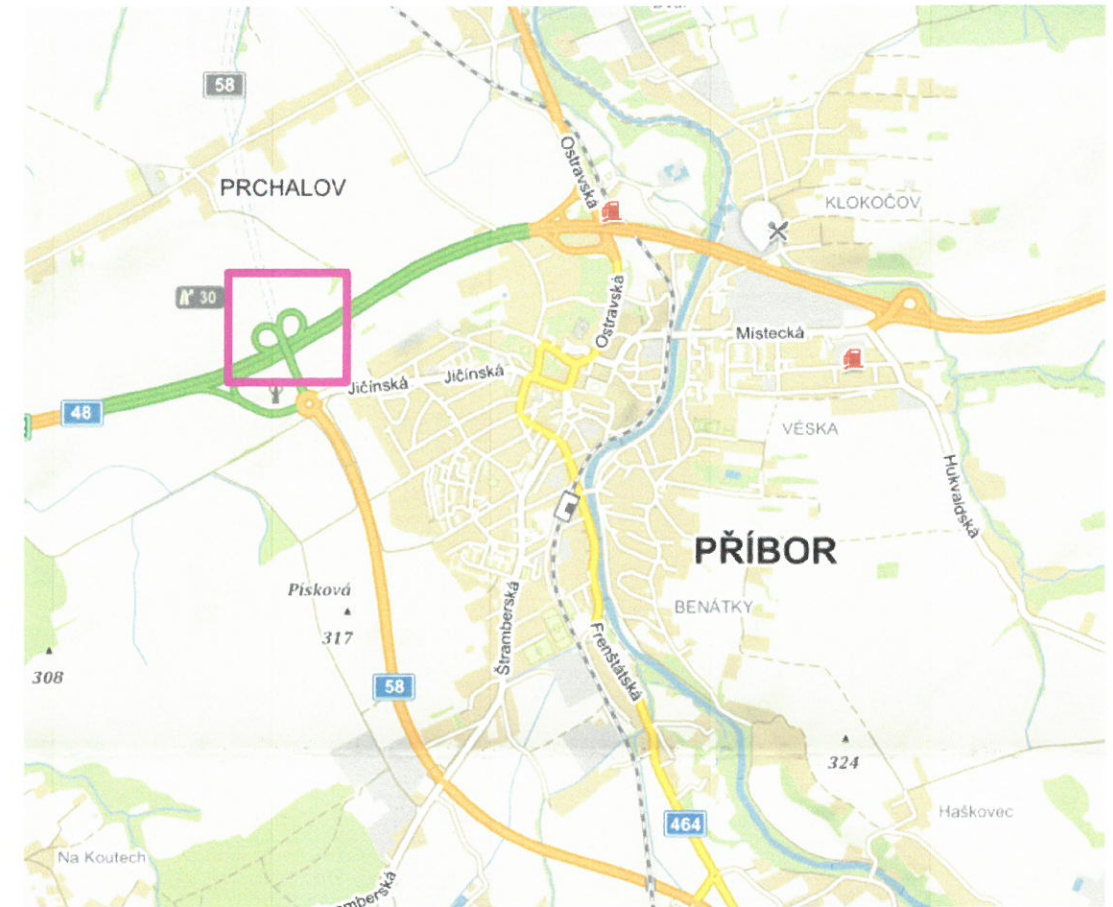 58
PRCHALOV
Ostravská
KLOKOČOV
30
Ostravská
Místecká
Jičínská
Jičínská
48
VÉSKA
Hukvaldská
PŘÍBOR
Písková
317
BENÁTKY
308
Štramberská
Frenštátská
58
324
464
Haškovec
Na Koutech
mberská